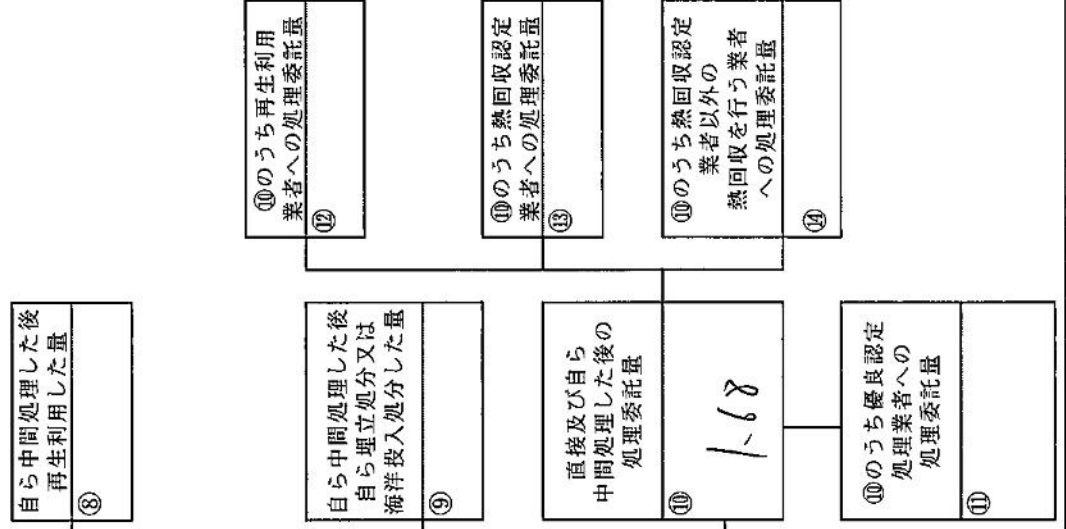 自ら中間処理した後
再生利用した量
⑧
自ら中間処理した後
自ら埋立処分又は
海洋投入処分した量
⑨
直接及び自ら
中間処理した後の
処理委託量
⑩
1.68
⑩のうち優良認定
処理業者への
処理委託量
⑪
⑩のうち再生利用
業者への処理委託量
⑫
⑩のうち熱回収認定
業者への処理委託量
⑬
⑩のうち熱回収認定
業者以外の
熱回収を行う業者
への処理委託量
⑭